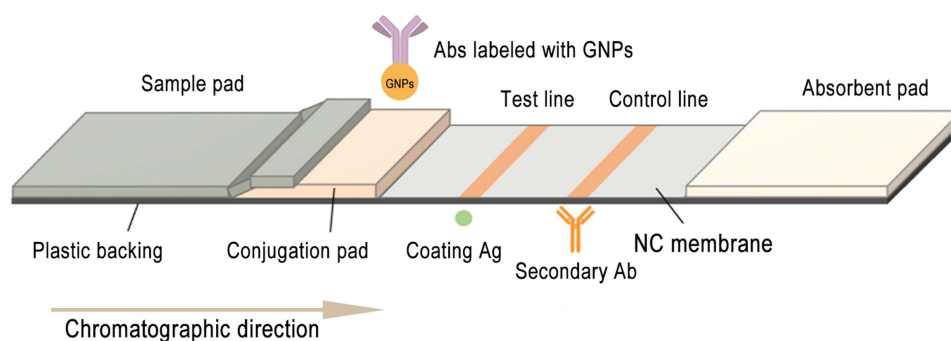 Abs labeled with GNPs
GNPs
Sample pad
Test line
Control line
Absorbent pad
Plastic backing
Conjugation pad
Coating Ag
Secondary Ab
NC membrane
Chromatographic direction